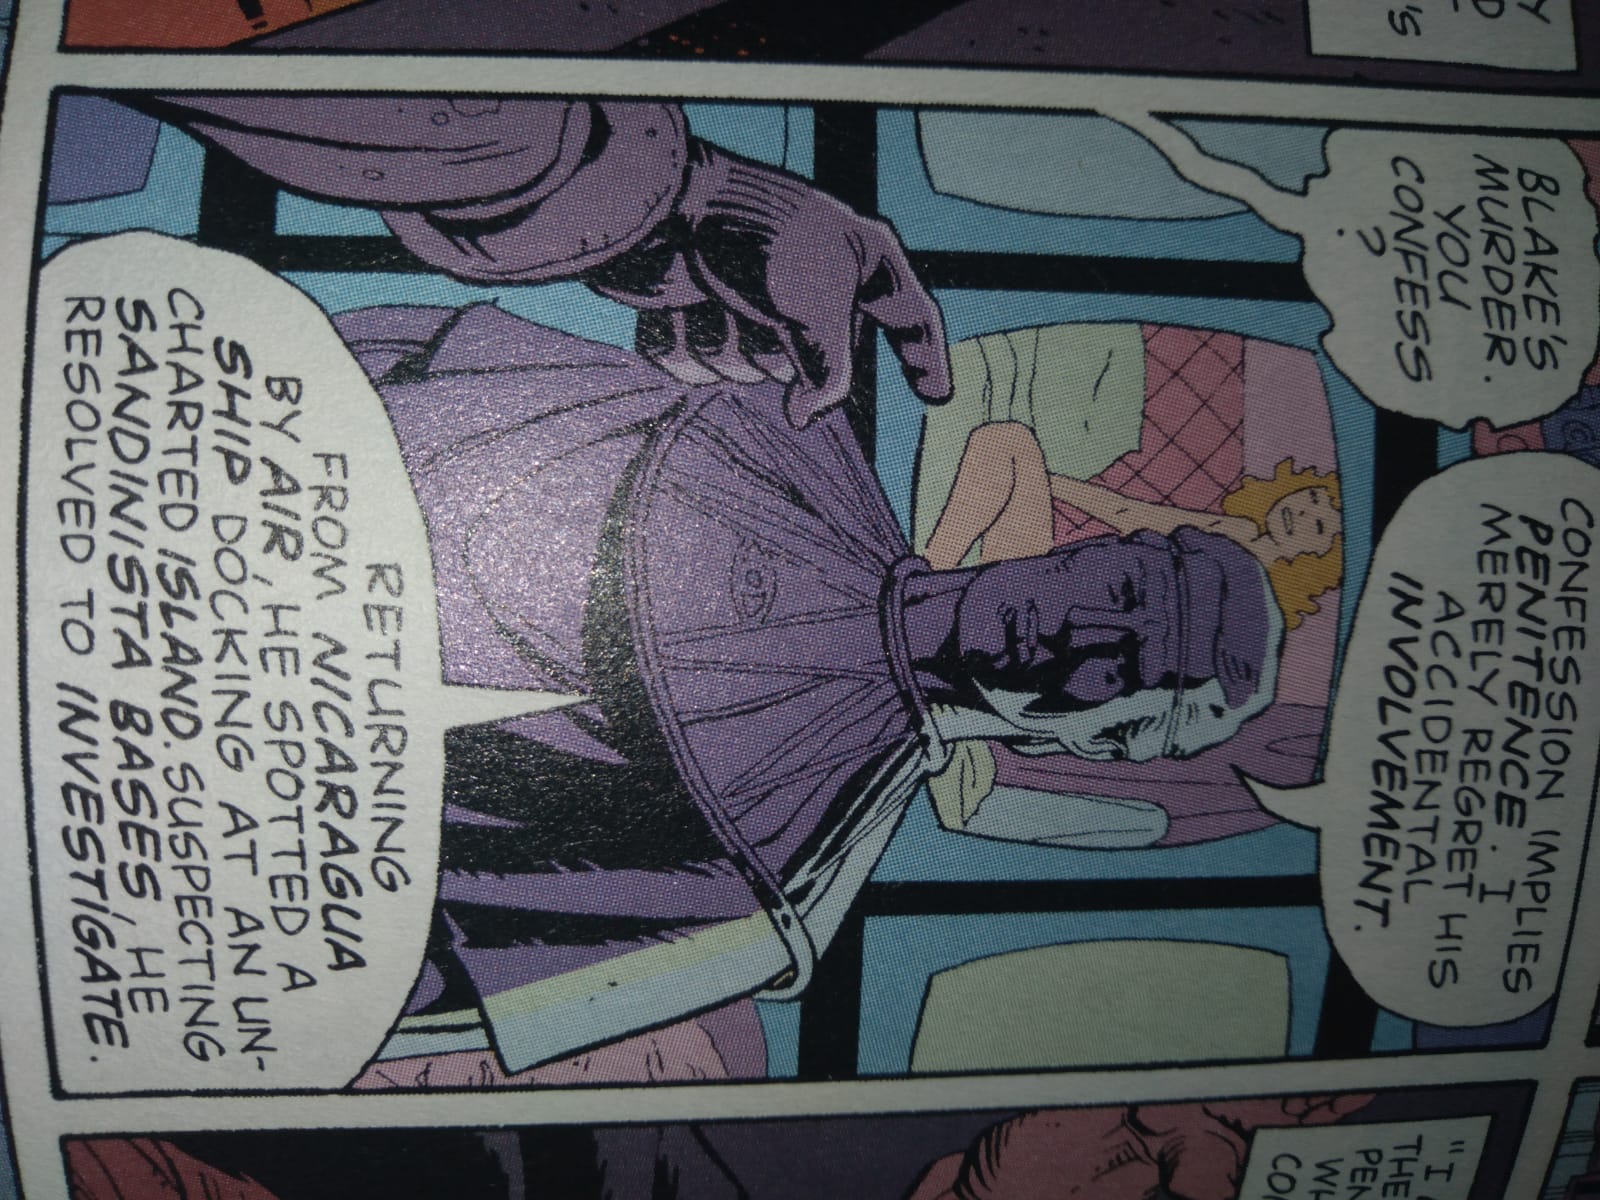 BLAKE'S
MURDER.
YOU
CONFESS
?
CONFESSION IMPLIES
PENITENCE. I
MERELY REGRET HIS
ACCIDENTAL
INVOLVEMENT.
RETURNING
FROM NICARAGUA
BY AIR, HE SPOTTED A
SHIP DOCKING AT AN UN-
CHARTED ISLAND. SUSPECTING
SANDINISTA BASES, HE
RESOLVED TO INVESTIGATE.
"I
THE